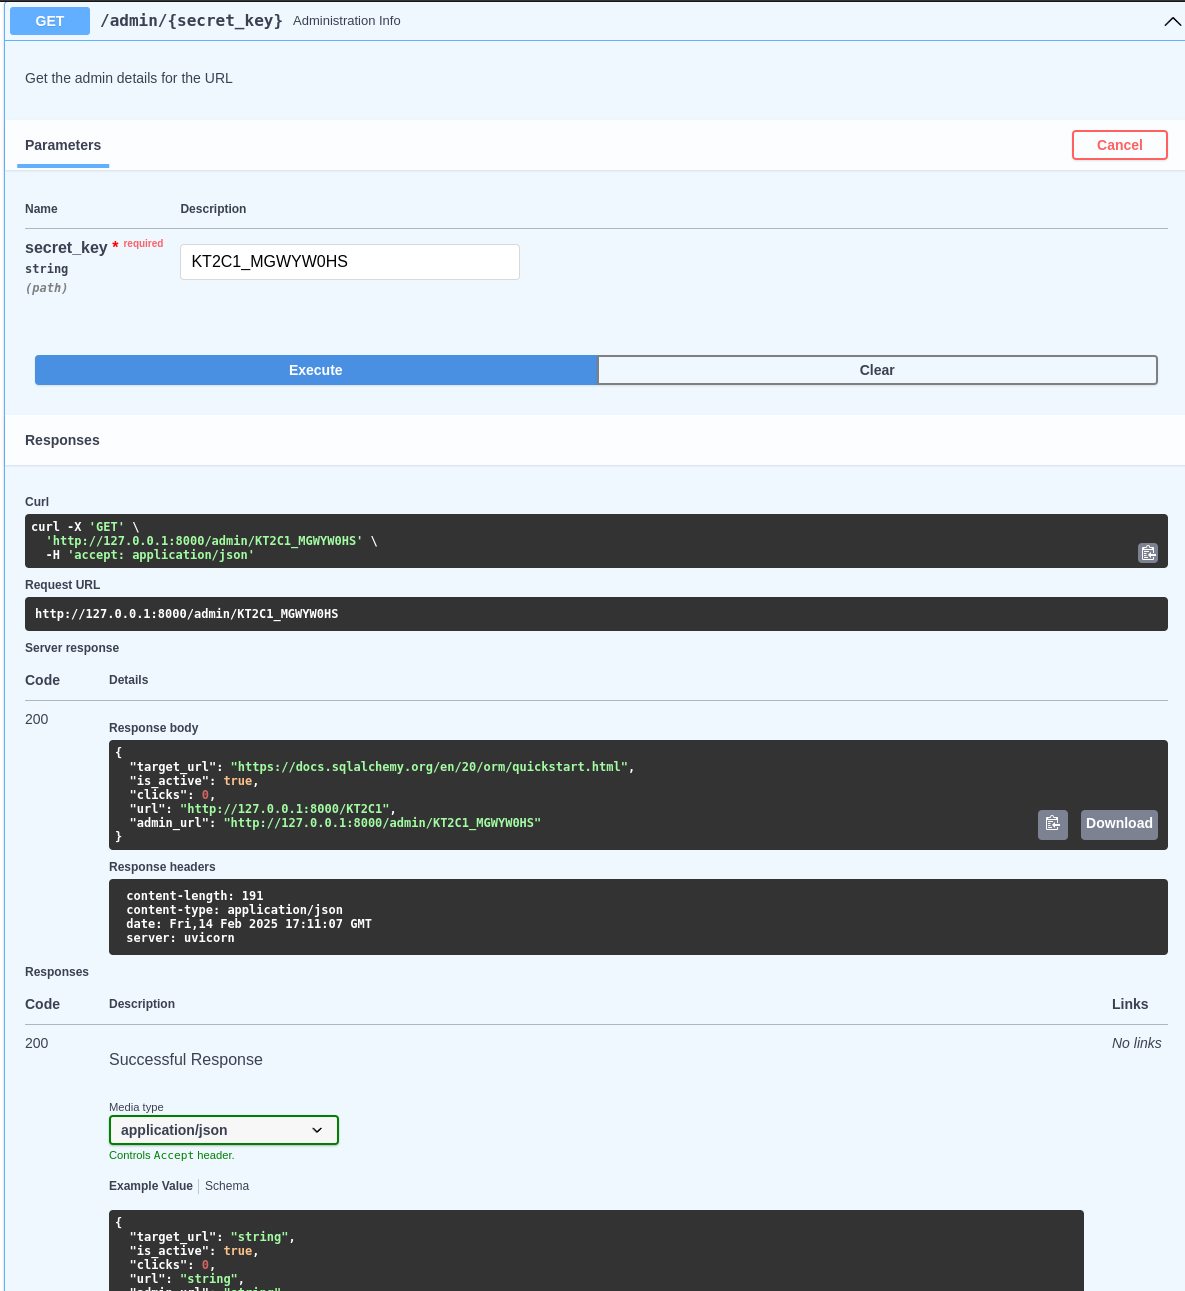 GET /admin/{secret_key} Administration Info
Get the admin details for the URL
Parameters
Cancel
Name Description
secret_key * required
string
(path)
KT2C1_MGWYW0HS
Execute Clear
Responses
Curl
curl -X 'GET' \
'http://127.0.0.1:8000/admin/KT2C1_MGWYW0HS' \
-H 'accept: application/json'
Request URL
http://127.0.0.1:8000/admin/KT2C1_MGWYW0HS
Server response
Code Details
200
Response body
{
"target_url": "https://docs.sqlalchemy.org/en/20/orm/quickstart.html",
"is_active": true,
"clicks": 0,
"url": "http://127.0.0.1:8000/KT2C1",
"admin_url": "http://127.0.0.1:8000/admin/KT2C1_MGWYW0HS"
}
Download
Response headers
content-length: 191
content-type: application/json
date: Fri,14 Feb 2025 17:11:07 GMT
server: uvicorn
Responses
Code Description Links
200
Successful Response
No links
Media type
application/json
Controls Accept header.
Example Value Schema
{
"target_url": "string",
"is_active": true,
"clicks": 0,
"url": "string",
"admin_url": "string"